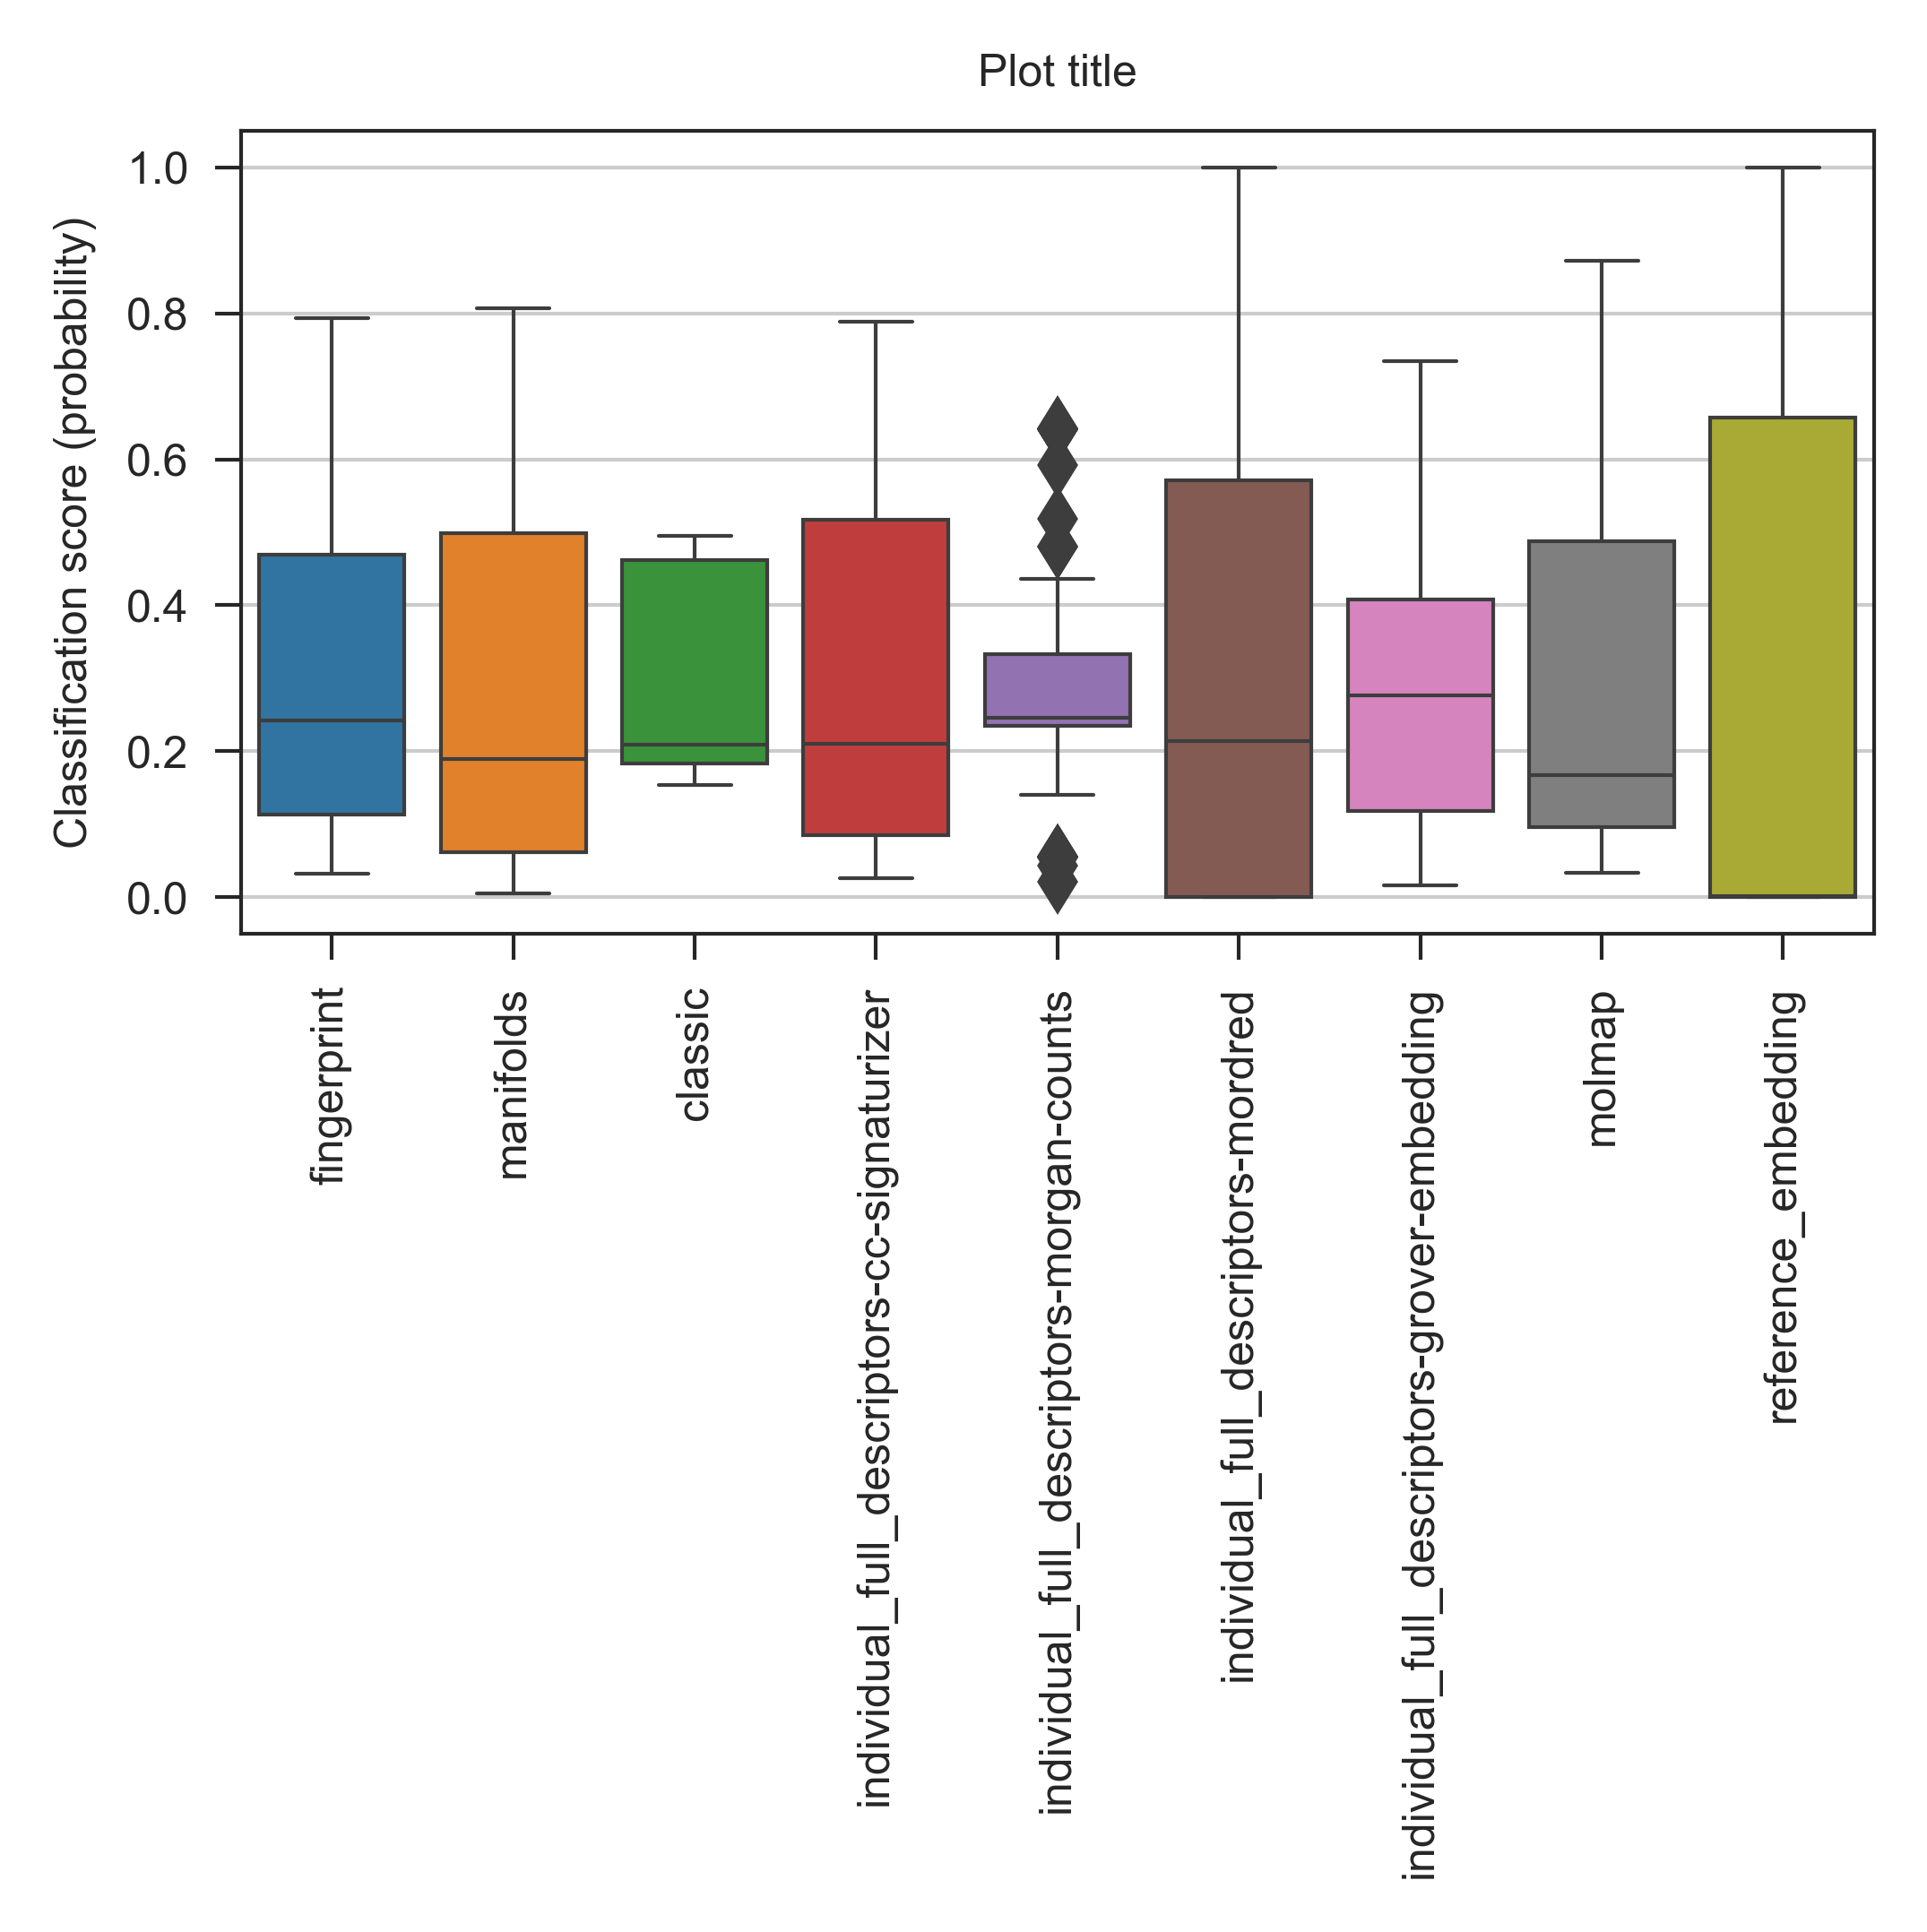 Plot title
Classification score (probability)
1.0
0.8
0.6
0.4
0.2
0.0
fingerprint
manifolds
classic
individual_full_descriptors-cc-signaturizer
individual_full_descriptors-morgan-counts
individual_full_descriptors-mordred
individual_full_descriptors-grover-embedding
molmap
reference_embedding